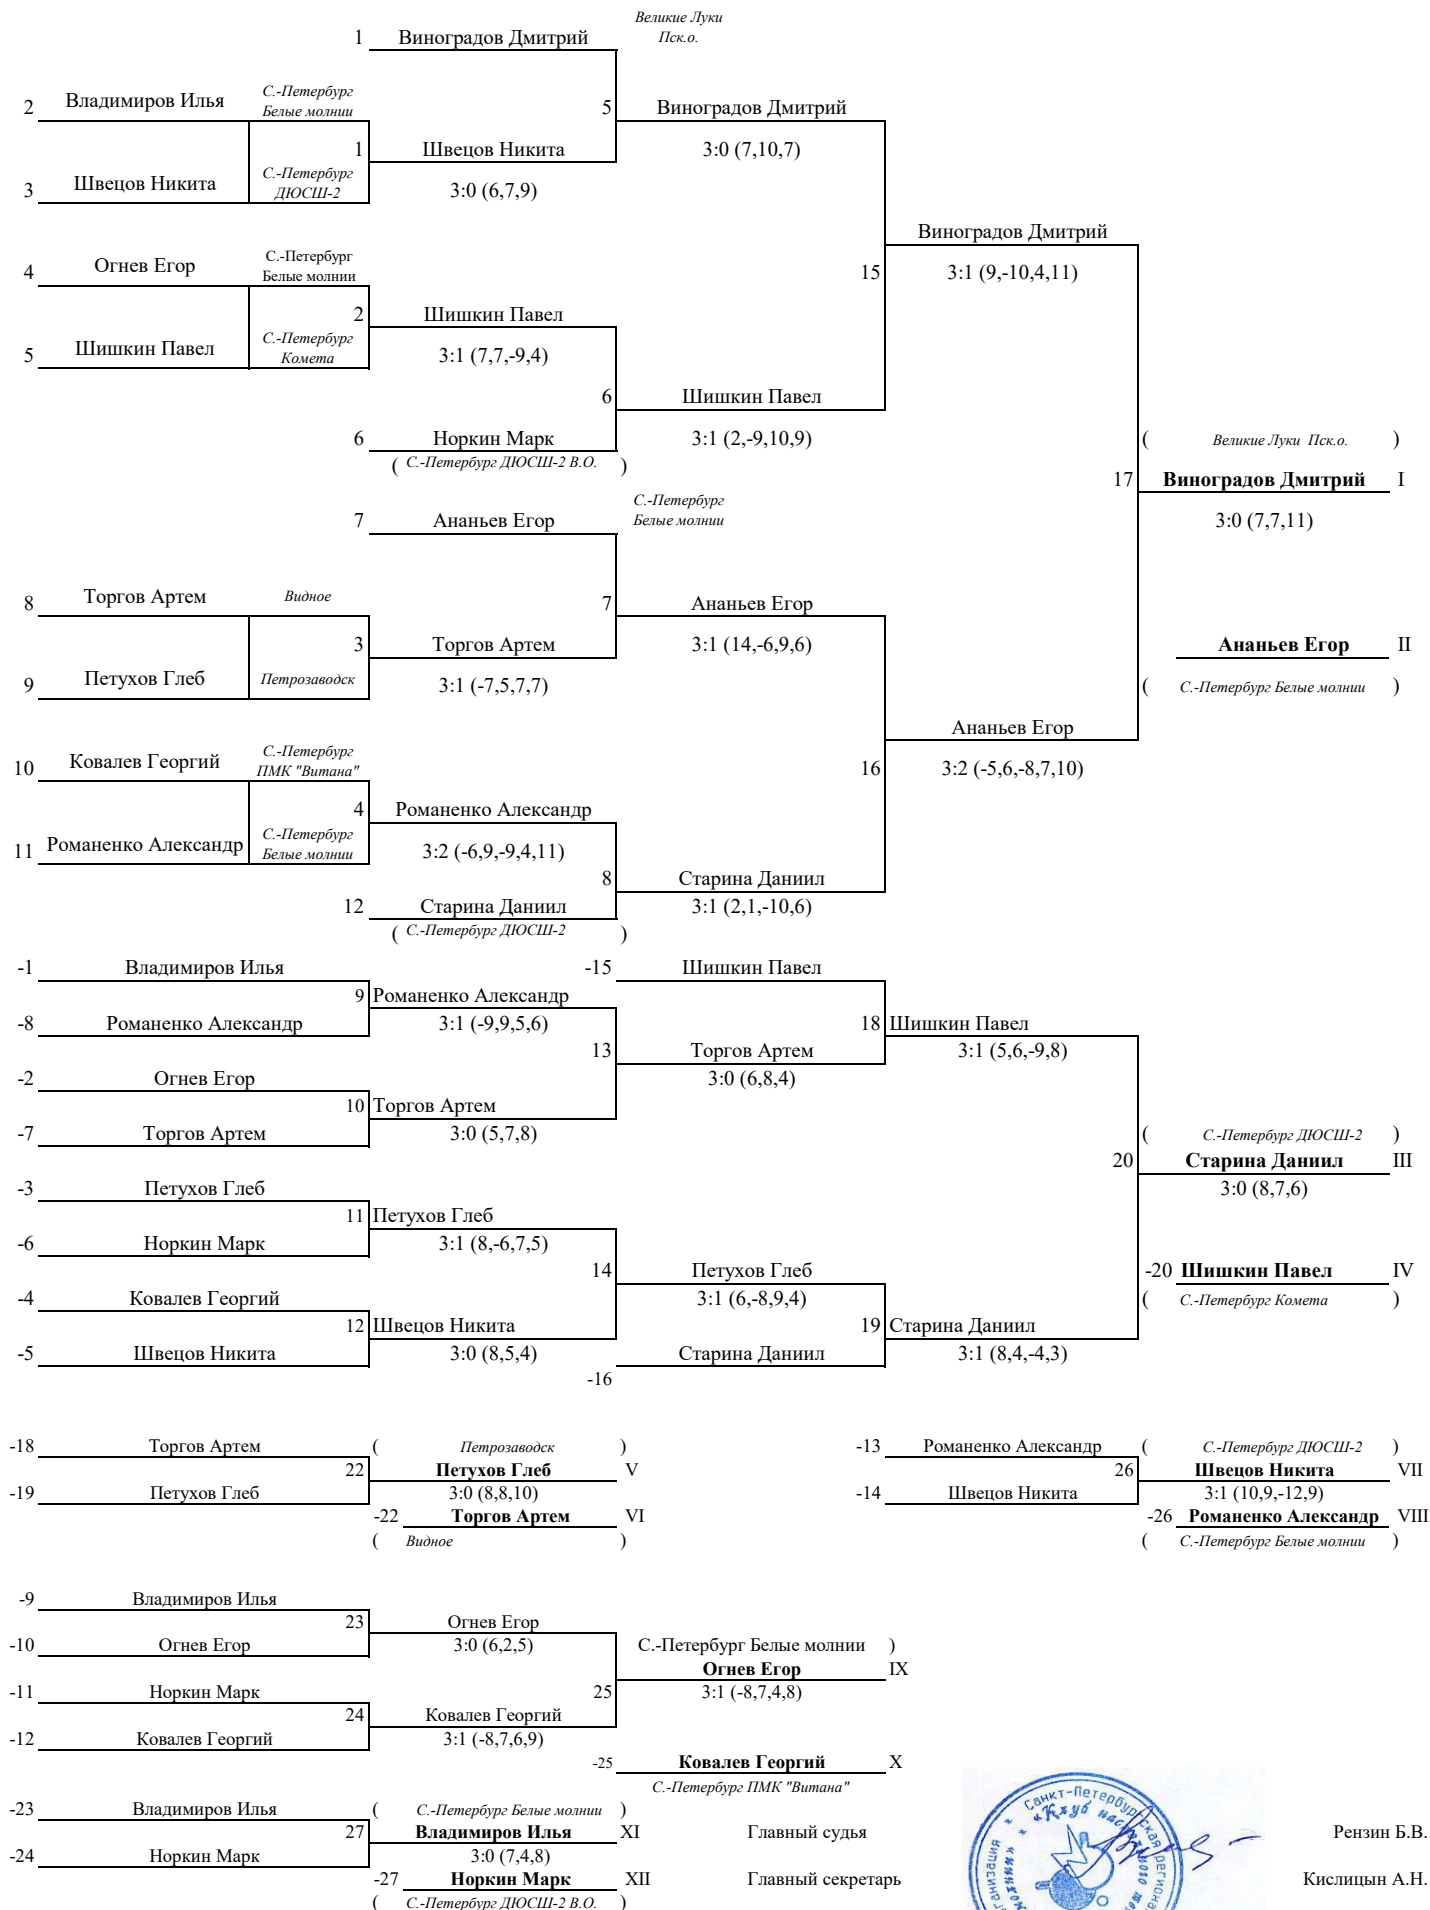 Великие Луки
1 Виноградов Дмитрий Пск.о.
2 Владимиров Илья С.-Петербург Белые молнии
5 Виноградов Дмитрий
1 Швецов Никита 3:0 (7,10,7)
3 Швецов Никита С.-Петербург ДЮСШ-2 3:0 (6,7,9)
Виноградов Дмитрий
4 Огнев Егор С.-Петербург Белые молнии
15 3:1 (9,-10,4,11)
2 Шишкин Павел
5 Шишкин Павел С.-Петербург Комета 3:1 (7,7,-9,4)
6 Шишкин Павел
6 Норкин Марк 3:1 (2,-9,10,9)
( С.-Петербург ДЮСШ-2 В.О. )
( Великие Луки Пск.о. )
17 Виноградов Дмитрий I
3:0 (7,7,11)
7 Ананьев Егор С.-Петербург Белые молнии
8 Торгов Артем Видное
7 Ананьев Егор
3 Торгов Артем 3:1 (14,-6,9,6)
Ананьев Егор II
9 Петухов Глеб Петрозаводск 3:1 (-7,5,7,7)
( С.-Петербург Белые молнии )
Ананьев Егор
10 Ковалев Георгий С.-Петербург ПМК "Витана"
16 3:2 (-5,6,-8,7,10)
4 Романенко Александр
11 Романенко Александр С.-Петербург Белые молнии 3:2 (-6,9,-9,4,11)
8 Старина Даниил
12 Старина Даниил 3:1 (2,1,-10,6)
( С.-Петербург ДЮСШ-2 )
-1 Владимиров Илья -15 Шишкин Павел
9 Романенко Александр
-8 Романенко Александр 3:1 (-9,9,5,6) 18 Шишкин Павел
13 Торгов Артем 3:1 (5,6,-9,8)
-2 Огнев Егор 3:0 (6,8,4)
10 Торгов Артем
-7 Торгов Артем 3:0 (5,7,8)
( С.-Петербург ДЮСШ-2 )
20 Старина Даниил III
-3 Петухов Глеб 3:0 (8,7,6)
11 Петухов Глеб
-6 Норкин Марк 3:1 (8,-6,7,5)
14 Петухов Глеб -20 Шишкин Павел IV
-4 Ковалев Георгий 3:1 (6,-8,9,4) ( С.-Петербург Комета )
12 Швецов Никита 19 Старина Даниил
-5 Швецов Никита 3:0 (8,5,4) Старина Даниил 3:1 (8,4,-4,3)
-16
-18 Торгов Артем ( Петрозаводск ) -13 Романенко Александр ( С.-Петербург ДЮСШ-2 )
22 Петухов Глеб V 26 Швецов Никита VII
-19 Петухов Глеб 3:0 (8,8,10) -14 Швецов Никита 3:1 (10,9,-12,9)
-22 Торгов Артем VI -26 Романенко Александр VIII
( Видное ) ( С.-Петербург Белые молнии )
-9 Владимиров Илья
23 Огнев Егор
-10 Огнев Егор 3:0 (6,2,5) С.-Петербург Белые молнии )
Огнев Егор IX
-11 Норкин Марк 25 3:1 (-8,7,4,8)
24 Ковалев Георгий
-12 Ковалев Георгий 3:1 (-8,7,6,9)
-25 Ковалев Георгий X
С.-Петербург ПМК "Витана"
-23 Владимиров Илья ( С.-Петербург Белые молнии )
27 Владимиров Илья XI Главный судья Рензин Б.В.
-24 Норкин Марк 3:0 (7,4,8)
-27 Норкин Марк XII Главный секретарь Кислицын А.Н.
( С.-Петербург ДЮСШ-2 В.О. )
Санкт-Петербургская
"Клуб